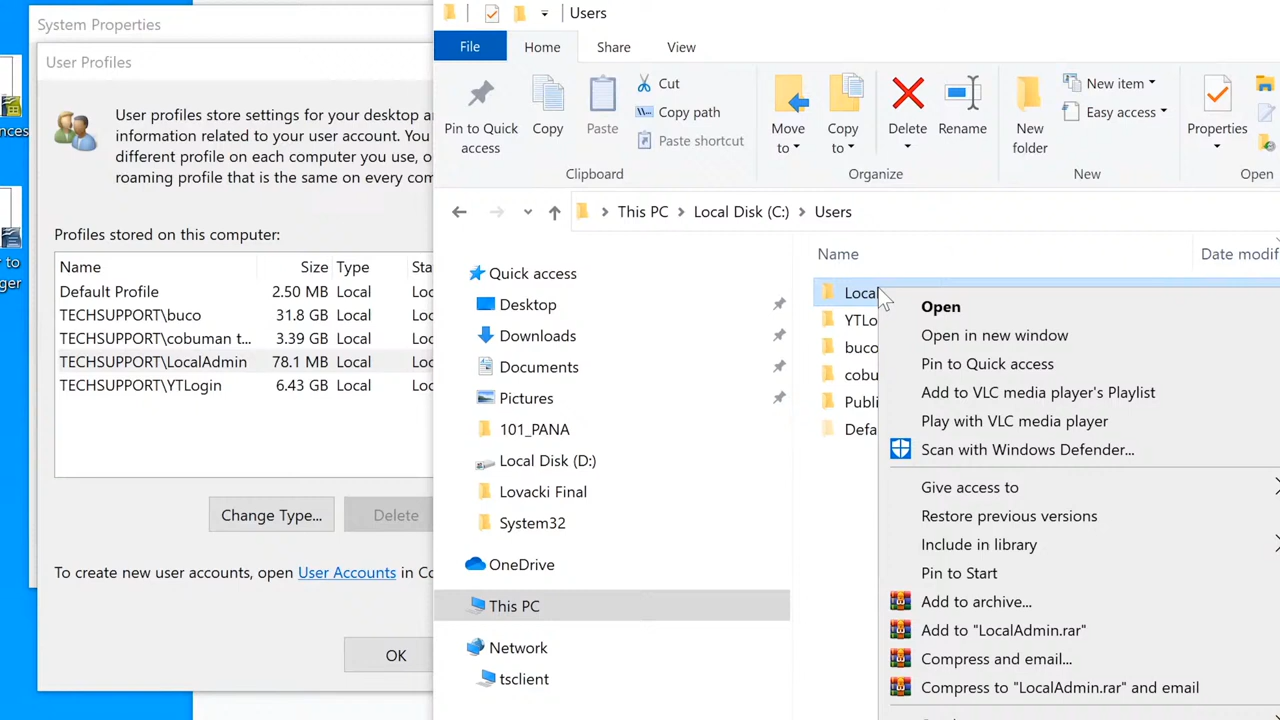 System Properties
User Profiles
User profiles store settings for your desktop
information related to your user account. You
different profile on each computer you use,
roaming profile that is the same on every
Profiles stored on this computer:
Name Size Type
Default Profile 2.50 MB Local
TECHSUPPORT\buco 31.8 GB Local
TECHSUPPORT\cobuman t... 3.39 GB Local
TECHSUPPORT\LocalAdmin 78.1 MB Local
TECHSUPPORT\YTLogin 6.43 GB Local
Change Type...
Delete
To create new user accounts, open User Accounts in
OK
Users
File
Home
Share
View
Pin to Quick
access
Copy
Paste
Cut
Copy path
Paste shortcut
Clipboard
Move
to
Copy
to
Delete
Rename
Organize
New
folder
New item
Easy access
New
Properties
Open
This PC > Local Disk (C:) > Users
Quick access
Desktop
Downloads
Documents
Pictures
101_PANA
Local Disk (D:)
Lovacki Final
System32
OneDrive
This PC
Network
tsclient
Name
Date
Local
YTLo
buco
cobu
Publi
Defa
Open
Open in new window
Pin to Quick access
Add to VLC media player's Playlist
Play with VLC media player
Scan with Windows Defender...
Give access to
Restore previous versions
Include in library
Pin to Start
Add to archive...
Add to "LocalAdmin.rar"
Compress and email...
Compress to "LocalAdmin.rar" and email